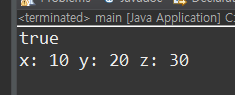 <terminated> main [Java Application] C:
true
x: 10 y: 20 z: 30